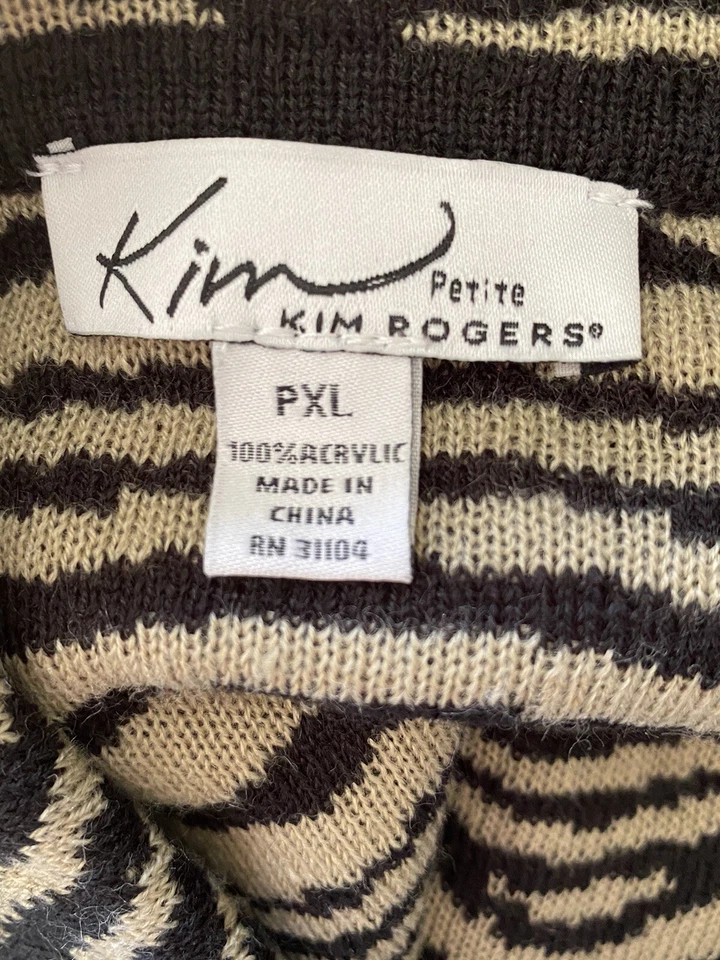 Kim
Petite
KIM ROGERS®
PXL
100% ACRYLIC
MADE IN
CHINA
RN 31104